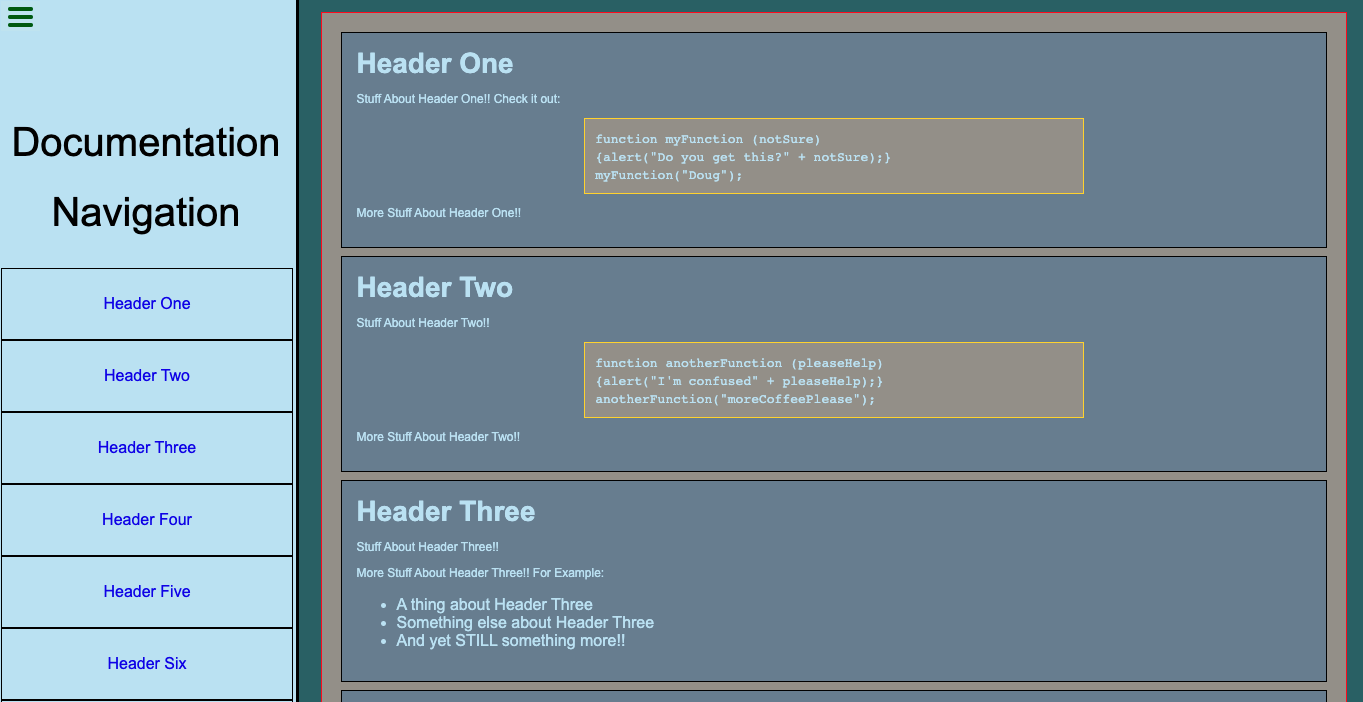 Documentation
Navigation
Header One
Header Two
Header Three
Header Four
Header Five
Header Six
Header One
Stuff About Header One!! Check it out:
function myFunction (notSure)
{alert("Do you get this?" + notSure);}
myFunction("Doug");
More Stuff About Header One!!
Header Two
Stuff About Header Two!!
function anotherFunction (pleaseHelp)
{alert("I'm confused" + pleaseHelp);}
anotherFunction("moreCoffeePlease");
More Stuff About Header Two!!
Header Three
Stuff About Header Three!!
More Stuff About Header Three!! For Example:
• A thing about Header Three
• Something else about Header Three
• And yet STILL something more!!